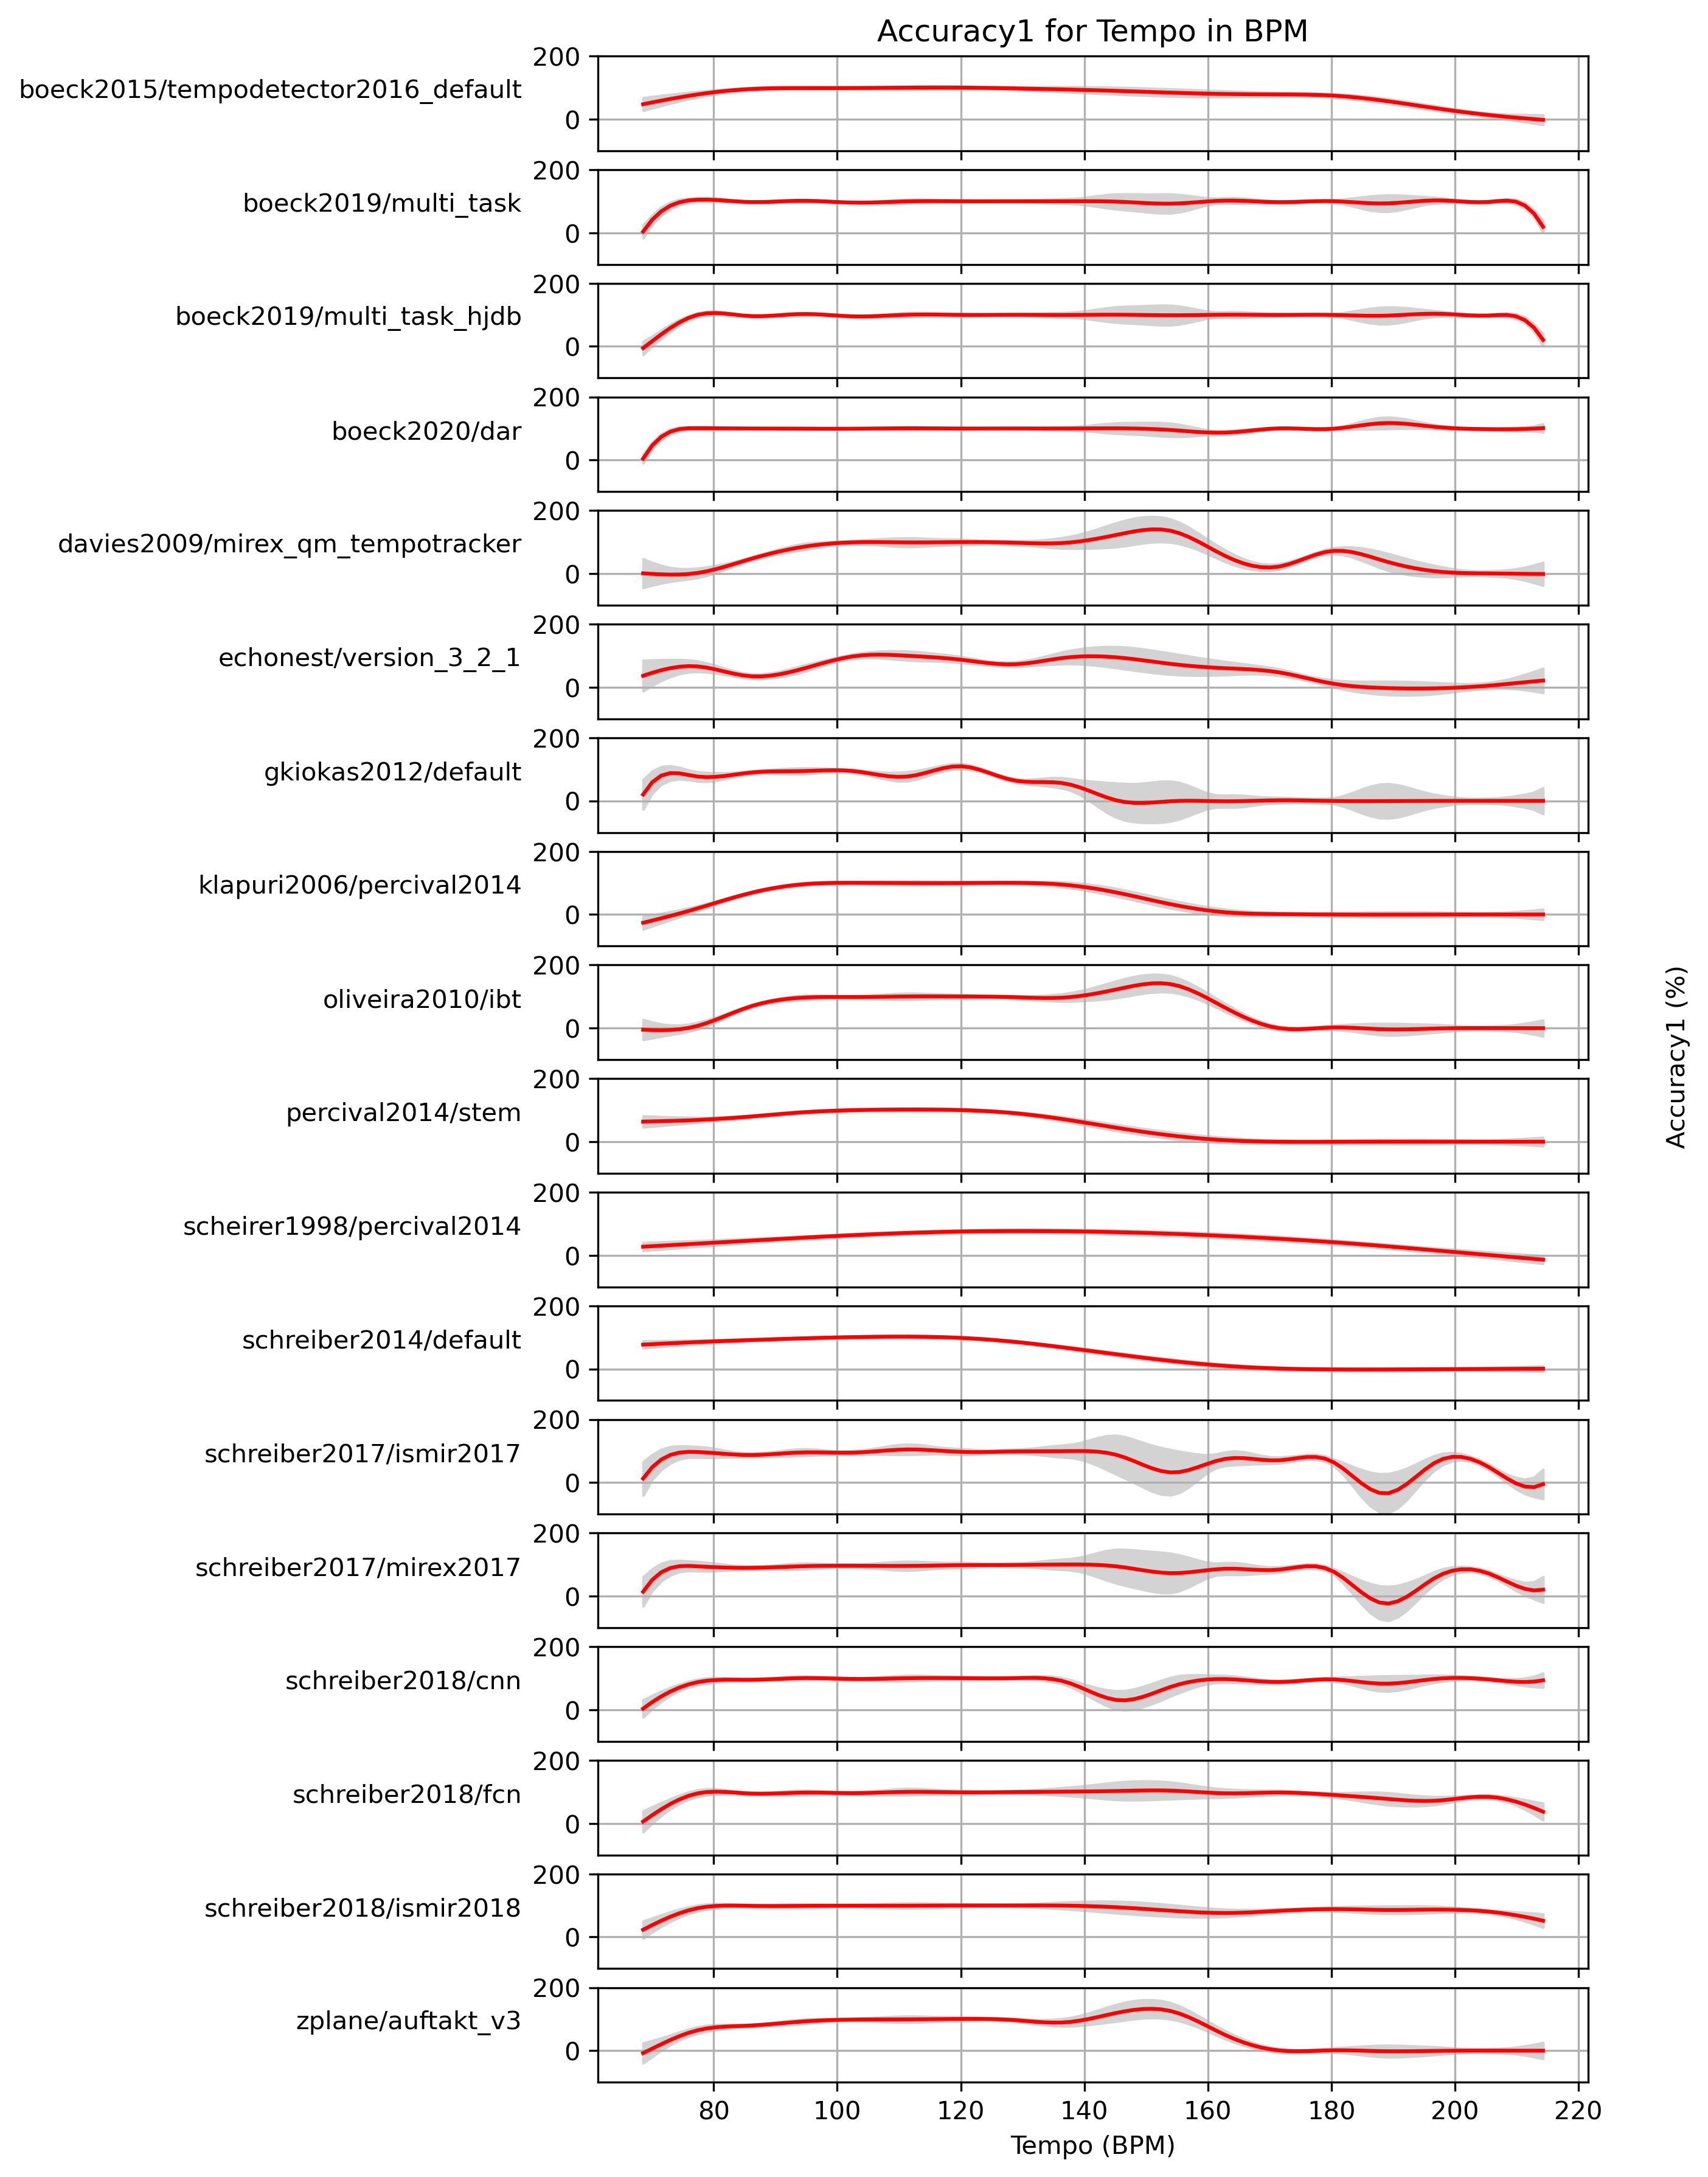 Accuracy1 for Tempo in BPM
200
boeck2015/tempodetector2016_default
0
200
boeck2019/multi_task
0
200
boeck2019/multi_task_hjdb
0
200
boeck2020/dar
0
200
davies2009/mirex_qm_tempotracker
0
200
echonest/version_3_2_1
0
200
gkiokas2012/default
0
200
klapuri2006/percival2014
0
200
oliveira2010/ibt
0
200
percival2014/stem
0
200
scheirer1998/percival2014
0
200
schreiber2014/default
0
200
schreiber2017/ismir2017
0
200
schreiber2017/mirex2017
0
200
schreiber2018/cnn
0
200
schreiber2018/fcn
0
200
schreiber2018/ismir2018
0
200
zplane/auftakt_v3
0
80 100 120 140 160 180 200 220
Tempo (BPM)
Accuracy1 (%)